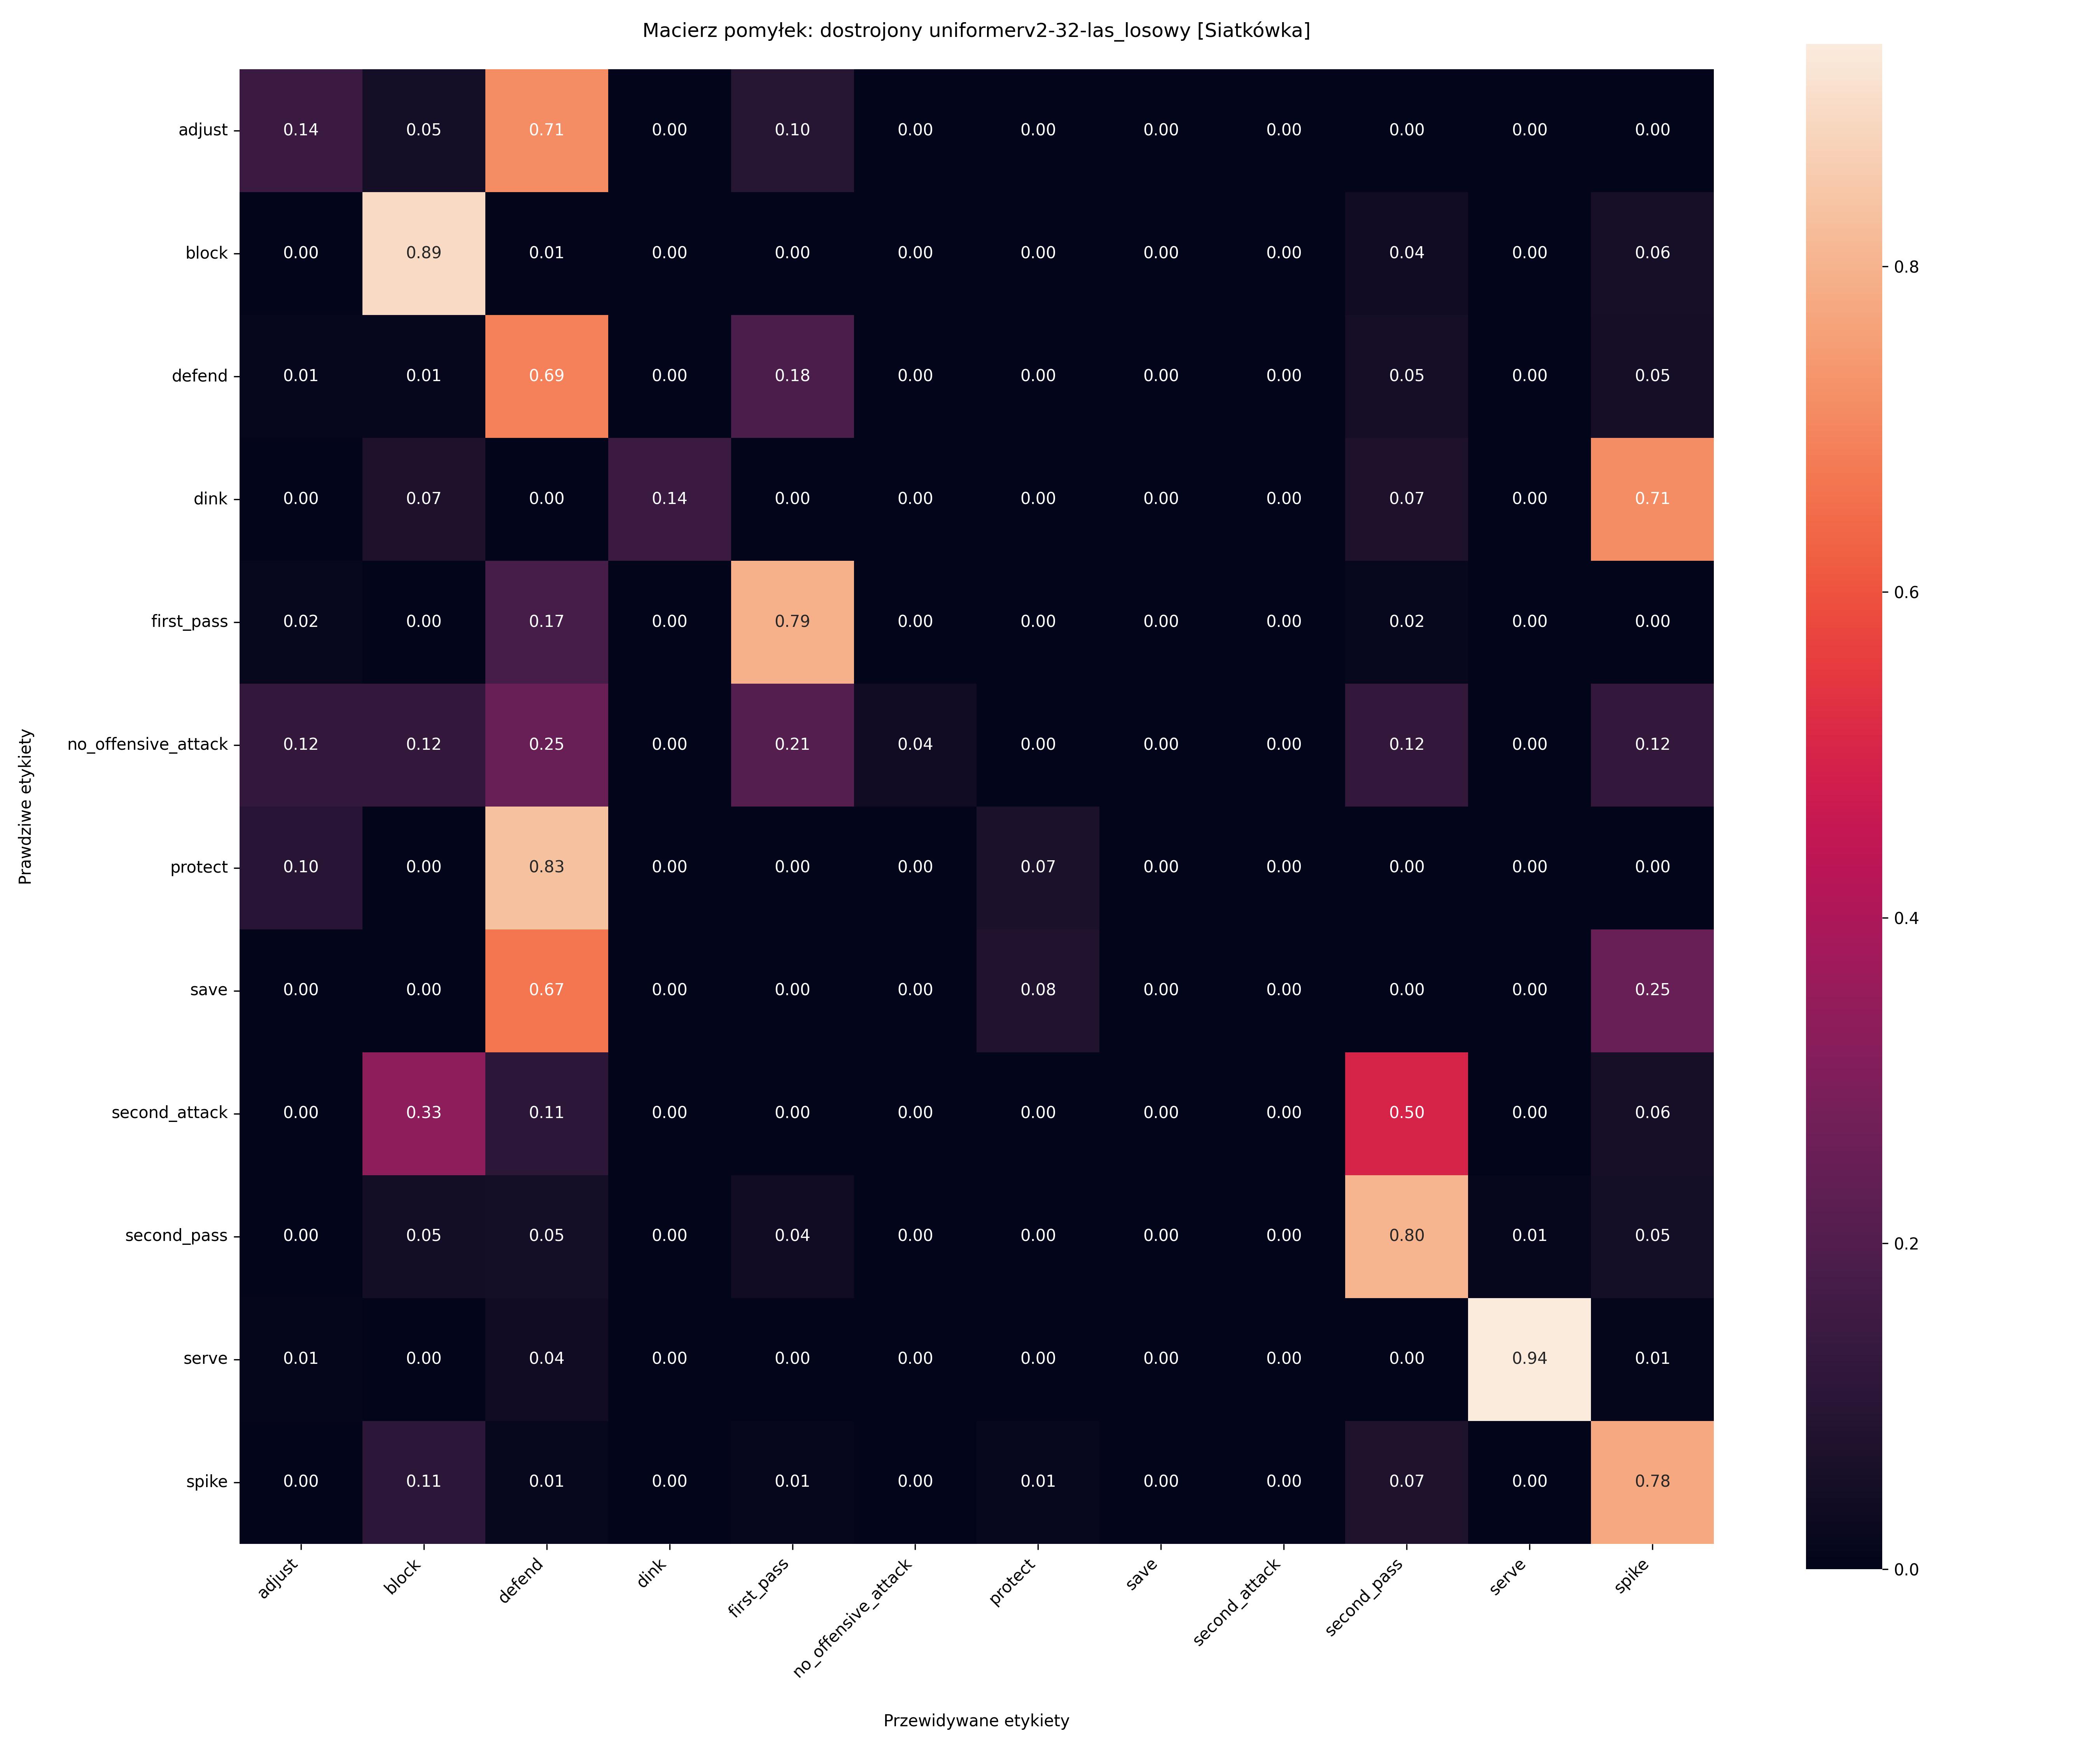 Macierz pomyłek: dostrojony uniformerv2-32-las_losowy [Siatkówka]
Prawdziwe etykiety
adjust 0.14 0.05 0.71 0.00 0.10 0.00 0.00 0.00 0.00 0.00 0.00 0.00
block 0.00 0.89 0.01 0.00 0.00 0.00 0.00 0.00 0.00 0.04 0.00 0.06
defend 0.01 0.01 0.69 0.00 0.18 0.00 0.00 0.00 0.00 0.05 0.00 0.05
dink 0.00 0.07 0.00 0.14 0.00 0.00 0.00 0.00 0.00 0.07 0.00 0.71
first_pass 0.02 0.00 0.17 0.00 0.79 0.00 0.00 0.00 0.00 0.02 0.00 0.00
no_offensive_attack 0.12 0.12 0.25 0.00 0.21 0.04 0.00 0.00 0.00 0.12 0.00 0.12
protect 0.10 0.00 0.83 0.00 0.00 0.00 0.07 0.00 0.00 0.00 0.00 0.00
save 0.00 0.00 0.67 0.00 0.00 0.00 0.08 0.00 0.00 0.00 0.00 0.25
second_attack 0.00 0.33 0.11 0.00 0.00 0.00 0.00 0.00 0.00 0.50 0.00 0.06
second_pass 0.00 0.05 0.05 0.00 0.04 0.00 0.00 0.00 0.00 0.80 0.01 0.05
serve 0.01 0.00 0.04 0.00 0.00 0.00 0.00 0.00 0.00 0.00 0.94 0.01
spike 0.00 0.11 0.01 0.00 0.01 0.00 0.01 0.00 0.00 0.07 0.00 0.78
adjust block defend dink first_pass no_offensive_attack protect save second_attack second_pass serve spike
Przewidywane etykiety
0.8
0.6
0.4
0.2
0.0